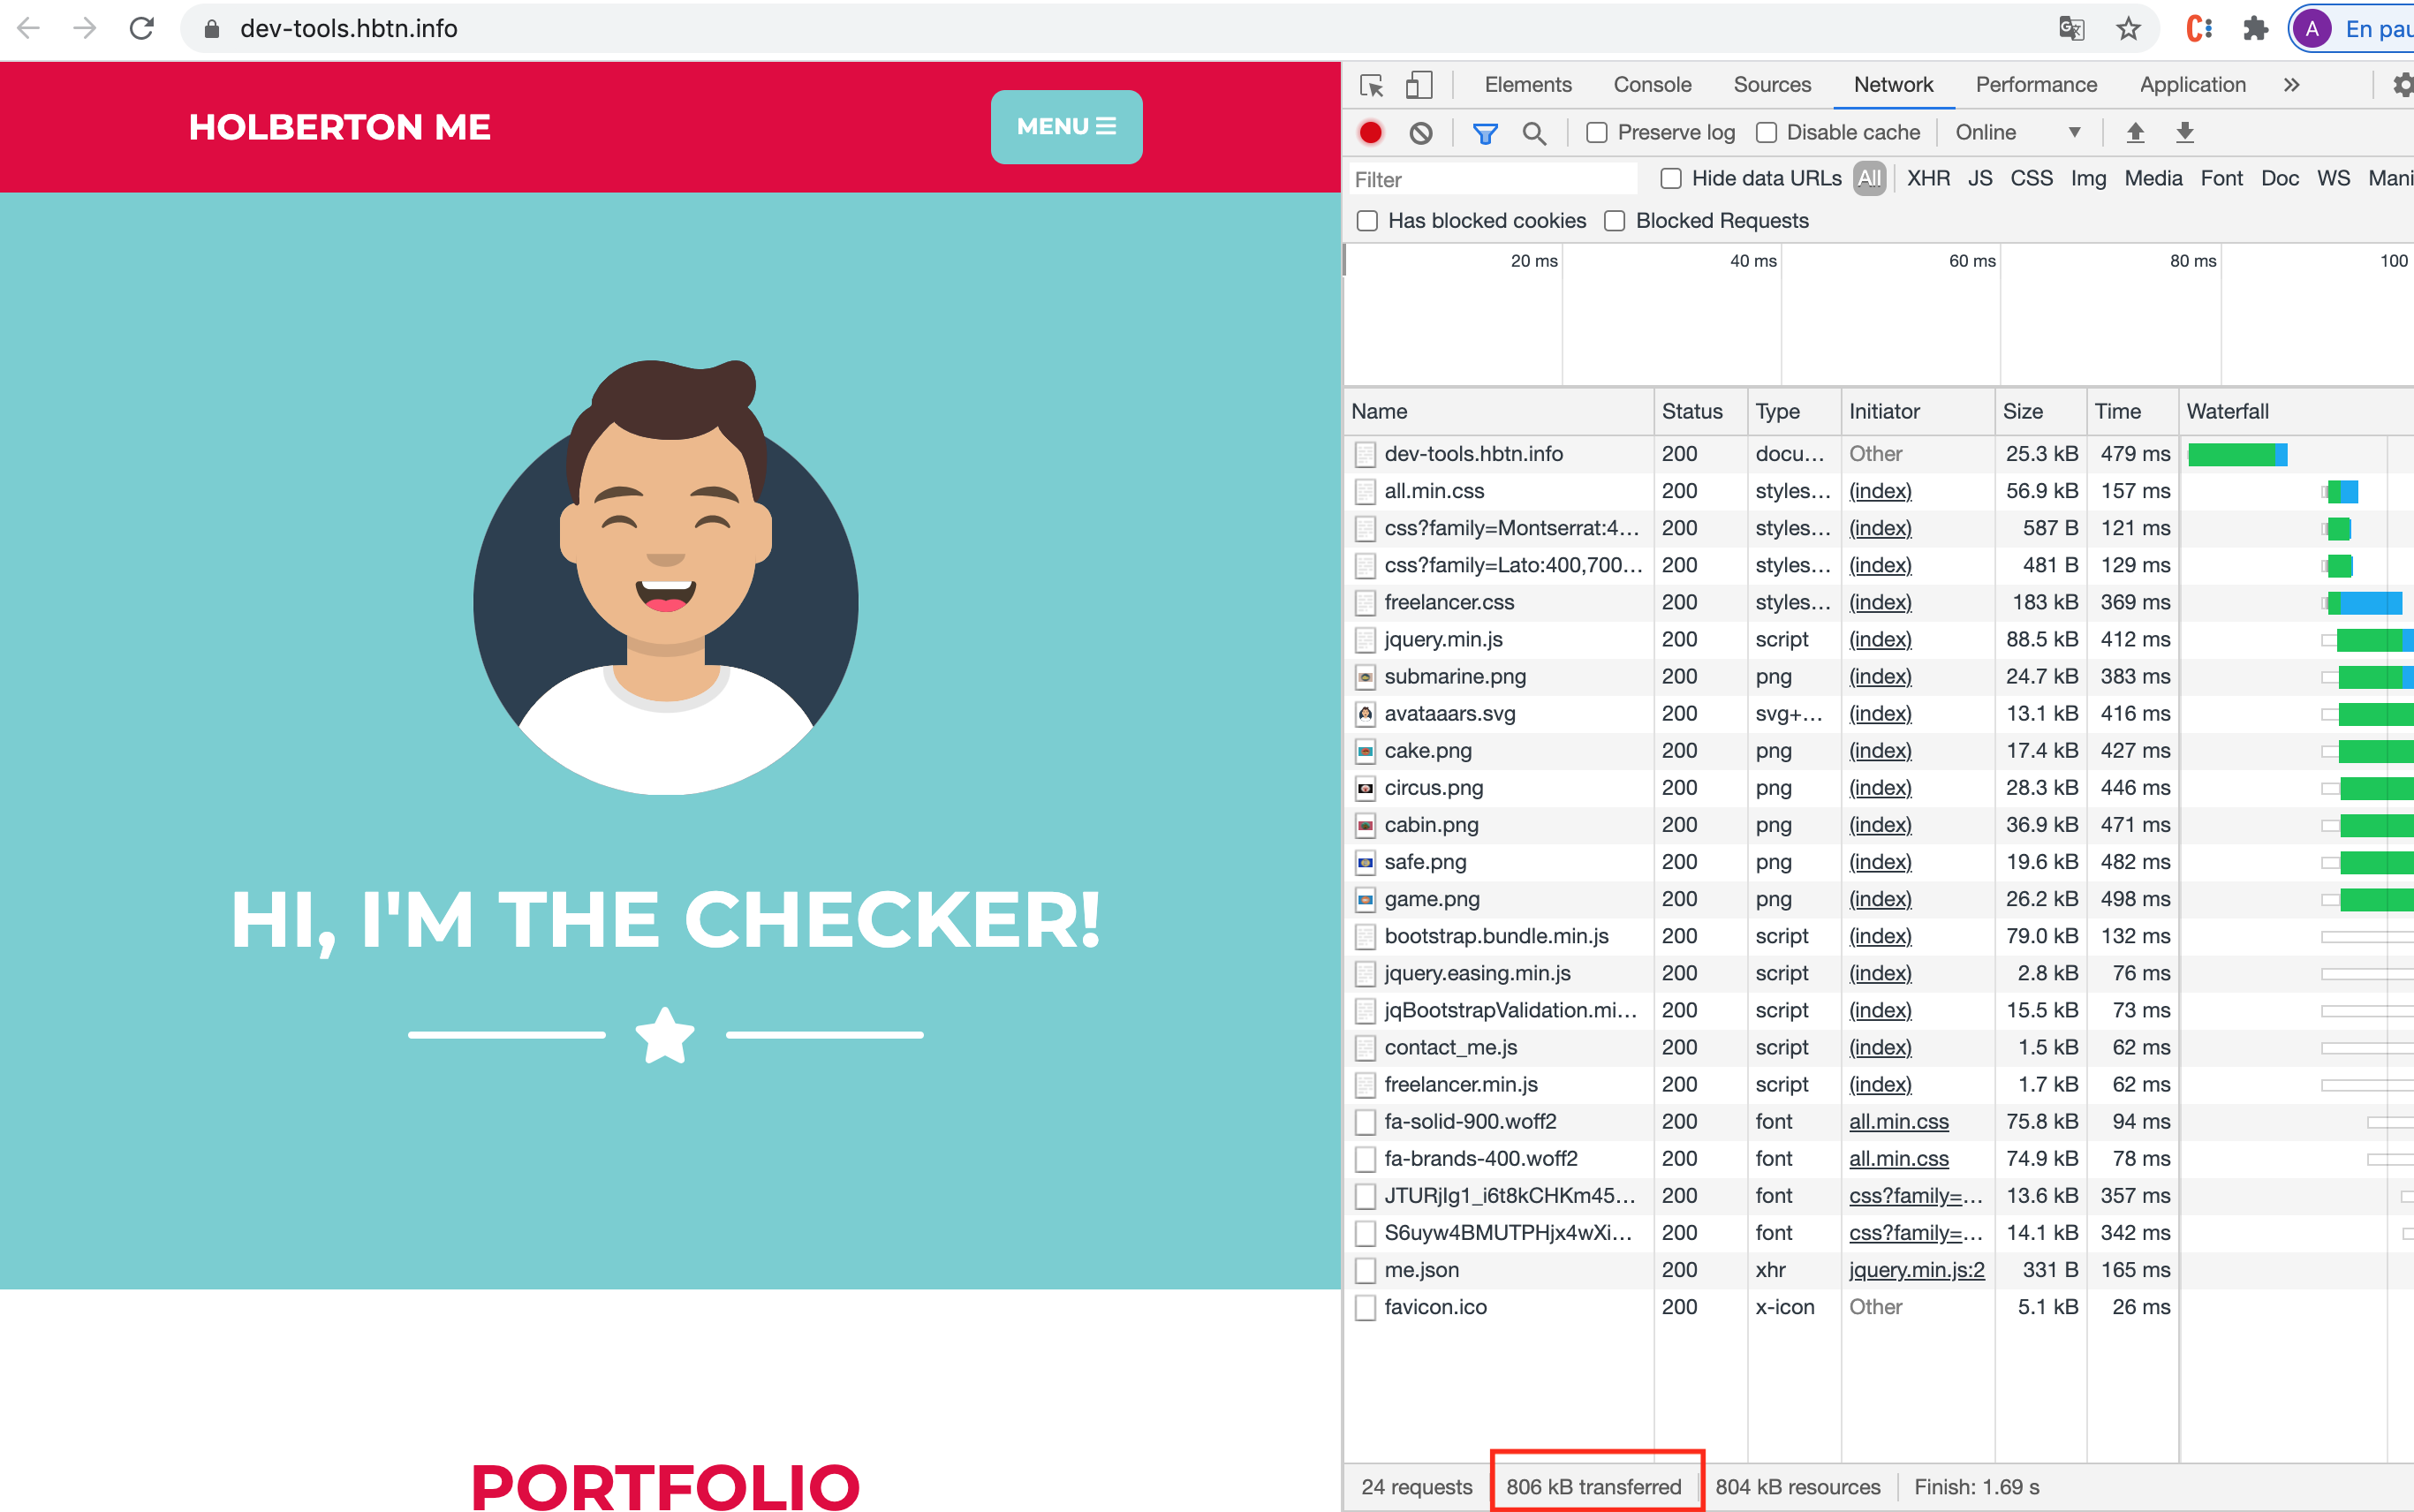 dev-tools.hbtn.info
A En pau
HOLBERTON ME
MENU
HI, I'M THE CHECKER!
PORTFOLIO
Elements Console Sources Network Performance Application
Preserve log Disable cache Online
Filter Hide data URLs All XHR JS CSS Img Media Font Doc WS Mani
Has blocked cookies Blocked Requests
20 ms 40 ms 60 ms 80 ms 100
Name Status Type Initiator Size Time Waterfall
dev-tools.hbtn.info 200 docu... Other 25.3 kB 479 ms
all.min.css 200 styles... (index) 56.9 kB 157 ms
css?family=Montserrat:4... 200 styles... (index) 587 B 121 ms
css?family=Lato:400,700... 200 styles... (index) 481 B 129 ms
freelancer.css 200 styles... (index) 183 kB 369 ms
jquery.min.js 200 script (index) 88.5 kB 412 ms
submarine.png 200 png (index) 24.7 kB 383 ms
avataaars.svg 200 svg+... (index) 13.1 kB 416 ms
cake.png 200 png (index) 17.4 kB 427 ms
circus.png 200 png (index) 28.3 kB 446 ms
cabin.png 200 png (index) 36.9 kB 471 ms
safe.png 200 png (index) 19.6 kB 482 ms
game.png 200 png (index) 26.2 kB 498 ms
bootstrap.bundle.min.js 200 script (index) 79.0 kB 132 ms
jquery.easing.min.js 200 script (index) 2.8 kB 76 ms
jqBootstrapValidation.mi... 200 script (index) 15.5 kB 73 ms
contact_me.js 200 script (index) 1.5 kB 62 ms
freelancer.min.js 200 script (index) 1.7 kB 62 ms
fa-solid-900.woff2 200 font all.min.css 75.8 kB 94 ms
fa-brands-400.woff2 200 font all.min.css 74.9 kB 78 ms
JTURjIg1_i6t8kCHKm45... 200 font css?family=... 13.6 kB 357 ms
S6uyw4BMUTPHjx4wXi... 200 font css?family=... 14.1 kB 342 ms
me.json 200 xhr jquery.min.js:2 331 B 165 ms
favicon.ico 200 x-icon Other 5.1 kB 26 ms
24 requests 806 kB transferred 804 kB resources Finish: 1.69 s